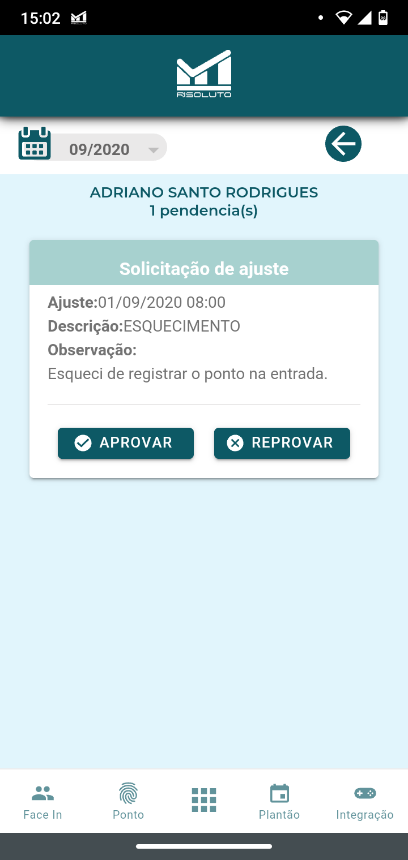 15:02
RISOLUTO
09/2020
ADRIANO SANTO RODRIGUES
1 pendencia(s)
Solicitação de ajuste
Ajuste:01/09/2020 08:00
Descrição:ESQUECIMENTO
Observação:
Esqueci de registrar o ponto na entrada.
APROVAR REPROVAR
Face In Ponto Plantão Integração